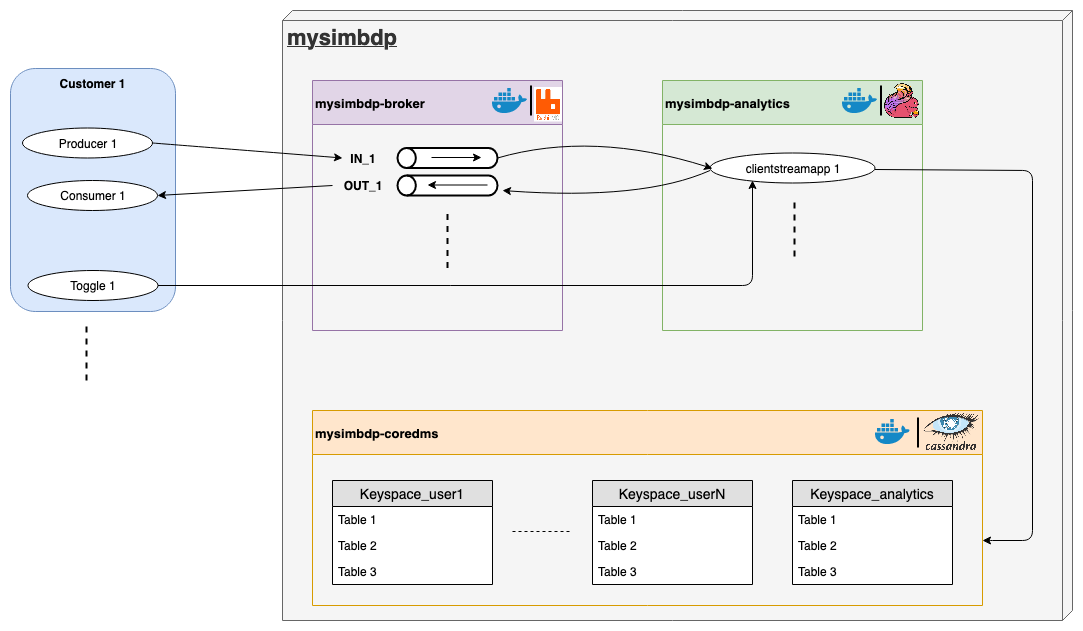 mysimbdp
Customer 1
Producer 1
Consumer 1
Toggle 1
mysimbdp-broker
IN_1
OUT_1
mysimbdp-analytics
clientstreamapp 1
mysimbdp-coredms
cassandra
Keyspace_user1
Table 1
Table 2
Table 3
Keyspace_userN
Table 1
Table 2
Table 3
Keyspace_analytics
Table 1
Table 2
Table 3